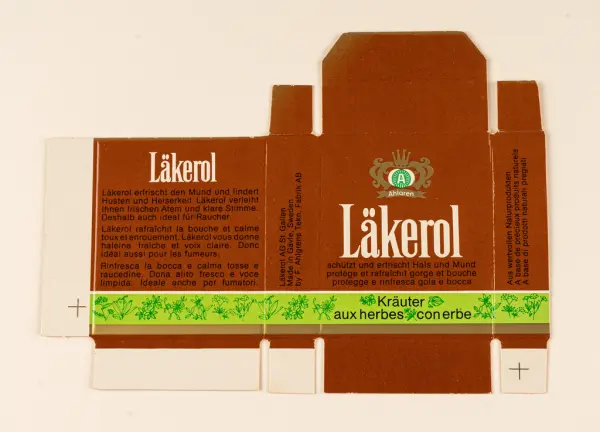 Läkerol
Läkerol erfrischt den Mund und lindert
Husten und Heiserkeit. Läkerol verleiht
Ihnen frischen Atem und klare Stimme.
Deshalb auch ideal für Raucher.
Läkerol rafraîchit la bouche et calme
toux et enrouement. Läkerol vous donne
haleine fraîche et voix claire. Donc
idéal aussi pour les fumeurs.
Rinfresca la bocca e calma tosse e
raucedine. Dona alito fresco e voce
limpida. Ideale anche per fumatori.
Läkerol AG St. Gallen
Made in Gävle, Sweden
by F. Ahlgrens Tekn. Fabrik AB
A
Ahlgren
Läkerol
schützt und erfrischt Hals und Mund
protège et rafraîchit gorge et bouche
protegge e rinfresca gola e bocca
Kräuter
aux herbes con erbe
Aus wertvollen Naturprodukten
A base de précieux produits naturels
A base di prodotti naturali pregiati